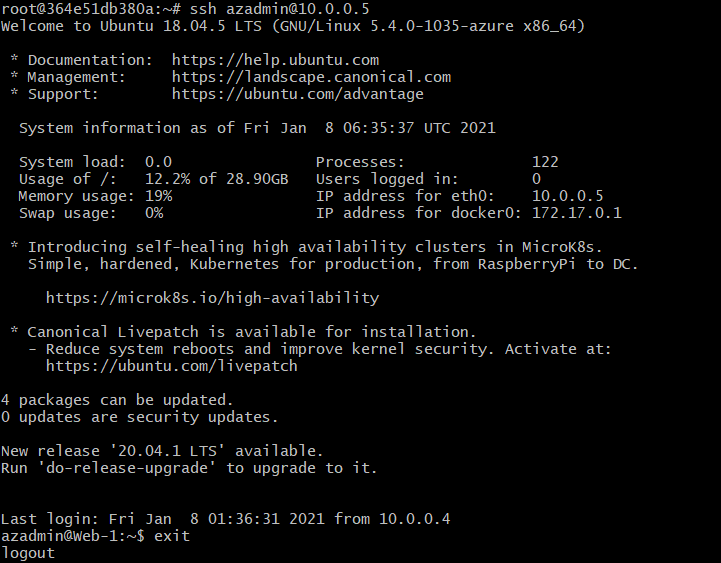 root@364e51db380a:~# ssh azadmin@10.0.0.5
Welcome to Ubuntu 18.04.5 LTS (GNU/Linux 5.4.0-1035-azure x86_64)

 * Documentation:  https://help.ubuntu.com
 * Management:     https://landscape.canonical.com
 * Support:        https://ubuntu.com/advantage

  System information as of Fri Jan  8 06:35:37 UTC 2021

  System load:  0.0                Processes:              122
  Usage of /:   12.2% of 28.90GB   Users logged in:        0
  Memory usage: 19%                IP address for eth0:    10.0.0.5
  Swap usage:   0%                 IP address for docker0: 172.17.0.1

 * Introducing self-healing high availability clusters in MicroK8s.
   Simple, hardened, Kubernetes for production, from RaspberryPi to DC.

     https://microk8s.io/high-availability

 * Canonical Livepatch is available for installation.
   - Reduce system reboots and improve kernel security. Activate at:
     https://ubuntu.com/livepatch

4 packages can be updated.
0 updates are security updates.

New release '20.04.1 LTS' available.
Run 'do-release-upgrade' to upgrade to it.


Last login: Fri Jan  8 01:36:31 2021 from 10.0.0.4
azadmin@Web-1:~$ exit
logout